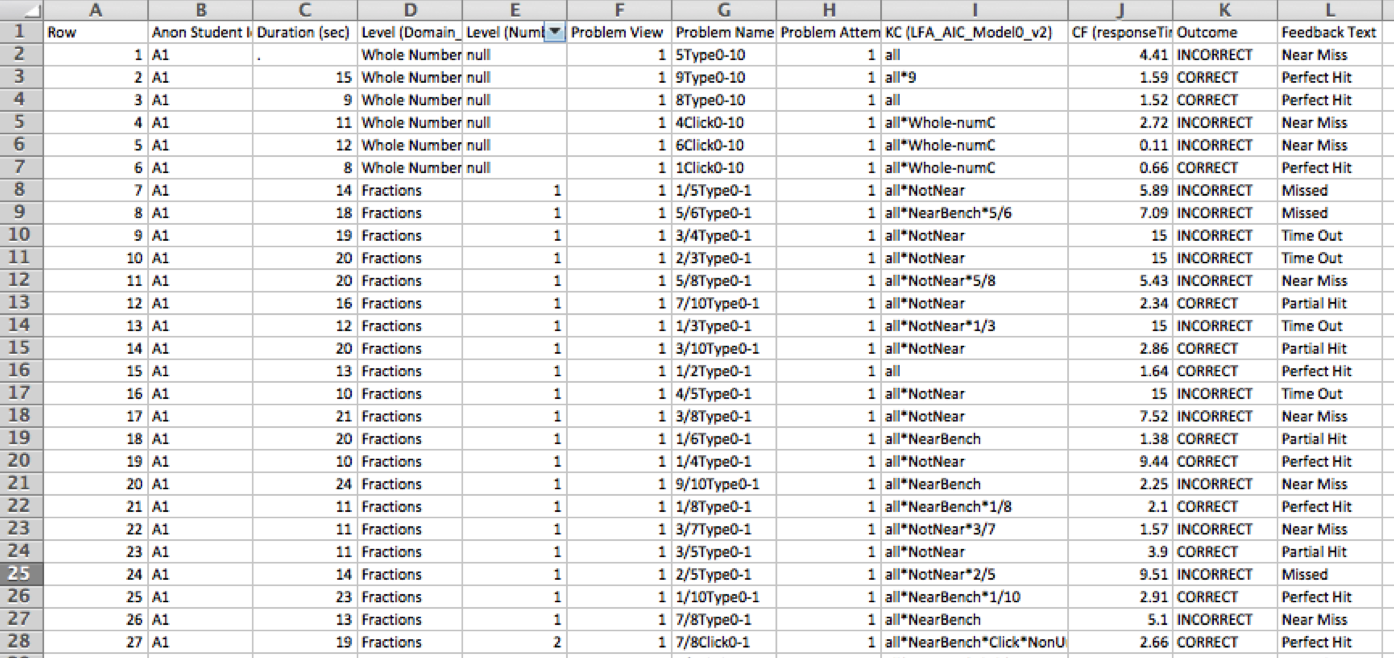 A B C D E F G H I J K L
1 Row Anon Student Duration (sec) Level (Domain_ Level (Numb Problem View Problem Name Problem Attem KC (LFA_AIC_Model0_v2) CF (responseTi Outcome Feedback Text
2 1 A1 . Whole Number null 1 5Type0-10 1 all 4.41 INCORRECT Near Miss
3 2 A1 15 Whole Number null 1 9Type0-10 1 all*9 1.59 CORRECT Perfect Hit
4 3 A1 9 Whole Number null 1 8Type0-10 1 all 1.52 CORRECT Perfect Hit
5 4 A1 11 Whole Number null 1 4Click0-10 1 all*Whole-numC 2.72 INCORRECT Near Miss
6 5 A1 12 Whole Number null 1 6Click0-10 1 all*Whole-numC 0.11 INCORRECT Near Miss
7 6 A1 8 Whole Number null 1 1Click0-10 1 all*Whole-numC 0.66 CORRECT Perfect Hit
8 7 A1 14 Fractions 1 1 1/5Type0-1 1 all*NotNear 5.89 INCORRECT Missed
9 8 A1 18 Fractions 1 1 5/6Type0-1 1 all*NearBench*5/6 7.09 INCORRECT Missed
10 9 A1 19 Fractions 1 1 3/4Type0-1 1 all*NotNear 15 INCORRECT Time Out
11 10 A1 20 Fractions 1 1 2/3Type0-1 1 all*NotNear 15 INCORRECT Time Out
12 11 A1 20 Fractions 1 1 5/8Type0-1 1 all*NotNear*5/8 5.43 INCORRECT Near Miss
13 12 A1 16 Fractions 1 1 7/10Type0-1 1 all*NotNear 2.34 CORRECT Partial Hit
14 13 A1 12 Fractions 1 1 1/3Type0-1 1 all*NotNear*1/3 15 INCORRECT Time Out
15 14 A1 20 Fractions 1 1 3/10Type0-1 1 all*NotNear 2.86 CORRECT Partial Hit
16 15 A1 13 Fractions 1 1 1/2Type0-1 1 all 1.64 CORRECT Perfect Hit
17 16 A1 10 Fractions 1 1 4/5Type0-1 1 all*NotNear 15 INCORRECT Time Out
18 17 A1 21 Fractions 1 1 3/8Type0-1 1 all*NotNear 7.52 INCORRECT Near Miss
19 18 A1 20 Fractions 1 1 1/6Type0-1 1 all*NearBench 1.38 CORRECT Partial Hit
20 19 A1 10 Fractions 1 1 1/4Type0-1 1 all*NotNear 9.44 CORRECT Perfect Hit
21 20 A1 24 Fractions 1 1 9/10Type0-1 1 all*NearBench 2.25 INCORRECT Near Miss
22 21 A1 11 Fractions 1 1 1/8Type0-1 1 all*NearBench*1/8 2.1 CORRECT Perfect Hit
23 22 A1 11 Fractions 1 1 3/7Type0-1 1 all*NotNear*3/7 1.57 INCORRECT Near Miss
24 23 A1 11 Fractions 1 1 3/5Type0-1 1 all*NotNear 3.9 CORRECT Partial Hit
25 24 A1 14 Fractions 1 1 2/5Type0-1 1 all*NotNear*2/5 9.51 INCORRECT Missed
26 25 A1 23 Fractions 1 1 1/10Type0-1 1 all*NearBench*1/10 2.91 CORRECT Perfect Hit
27 26 A1 13 Fractions 1 1 7/8Type0-1 1 all*NearBench 5.1 INCORRECT Near Miss
28 27 A1 19 Fractions 2 1 7/8Click0-1 1 all*NearBench*Click*NonU 2.66 CORRECT Perfect Hit